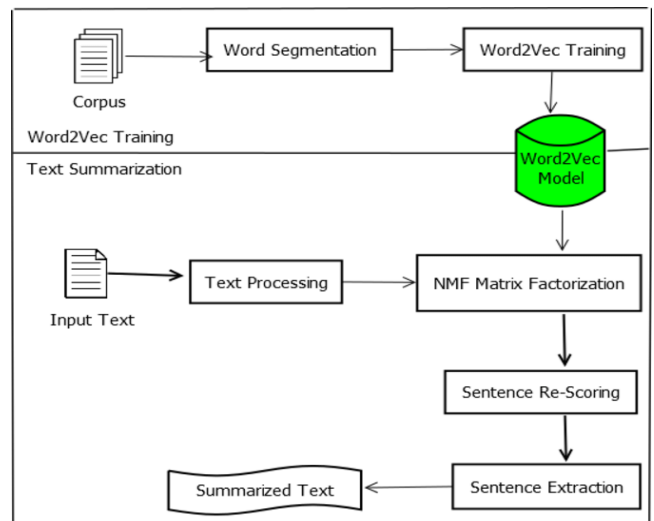 Word Segmentation
Word2Vec Training
Corpus
Word2Vec Training
Word2Vec
Model
Text Summarization
Text Processing
NMF Matrix Factorization
Input Text
Sentence Re-Scoring
Summarized Text
Sentence Extraction